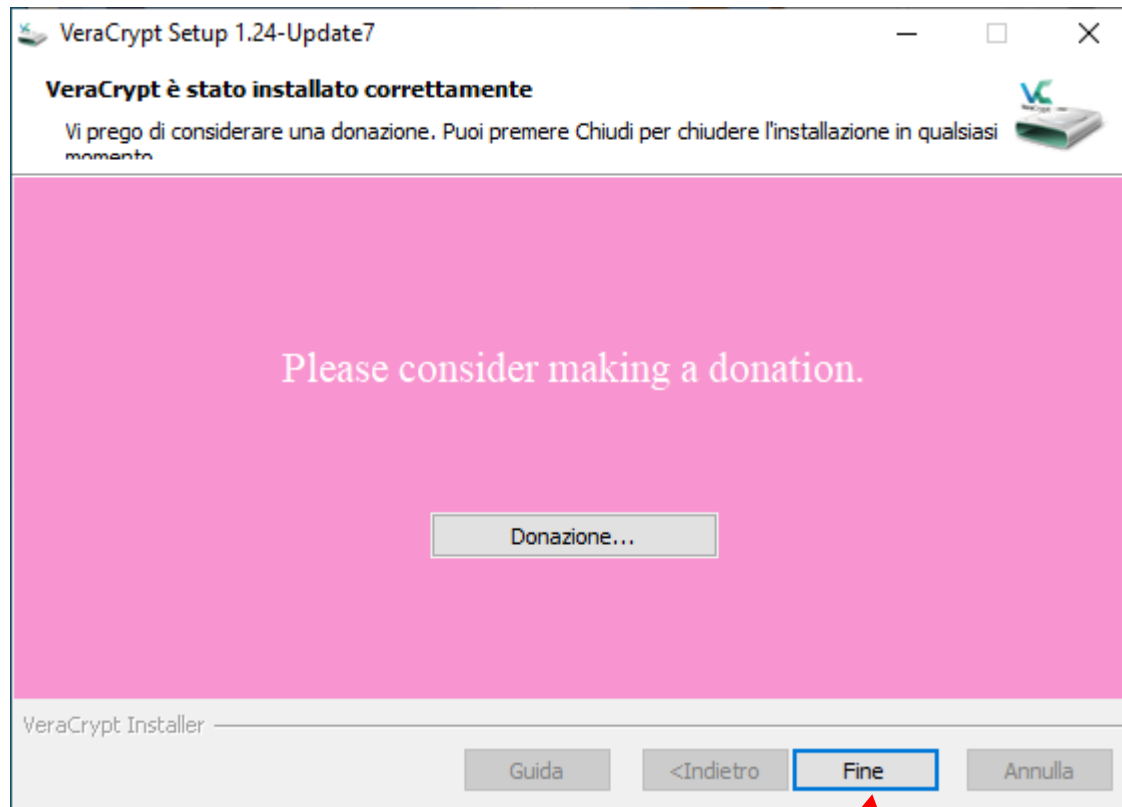 VeraCrypt Setup 1.24-Update7
VeraCrypt è stato installato correttamente
Vi prego di considerare una donazione. Puoi premere Chiudi per chiudere l'installazione in qualsiasi
momento
Please consider making a donation.
Donazione...
VeraCrypt Installer
Guida
<Indietro
Fine
Annulla